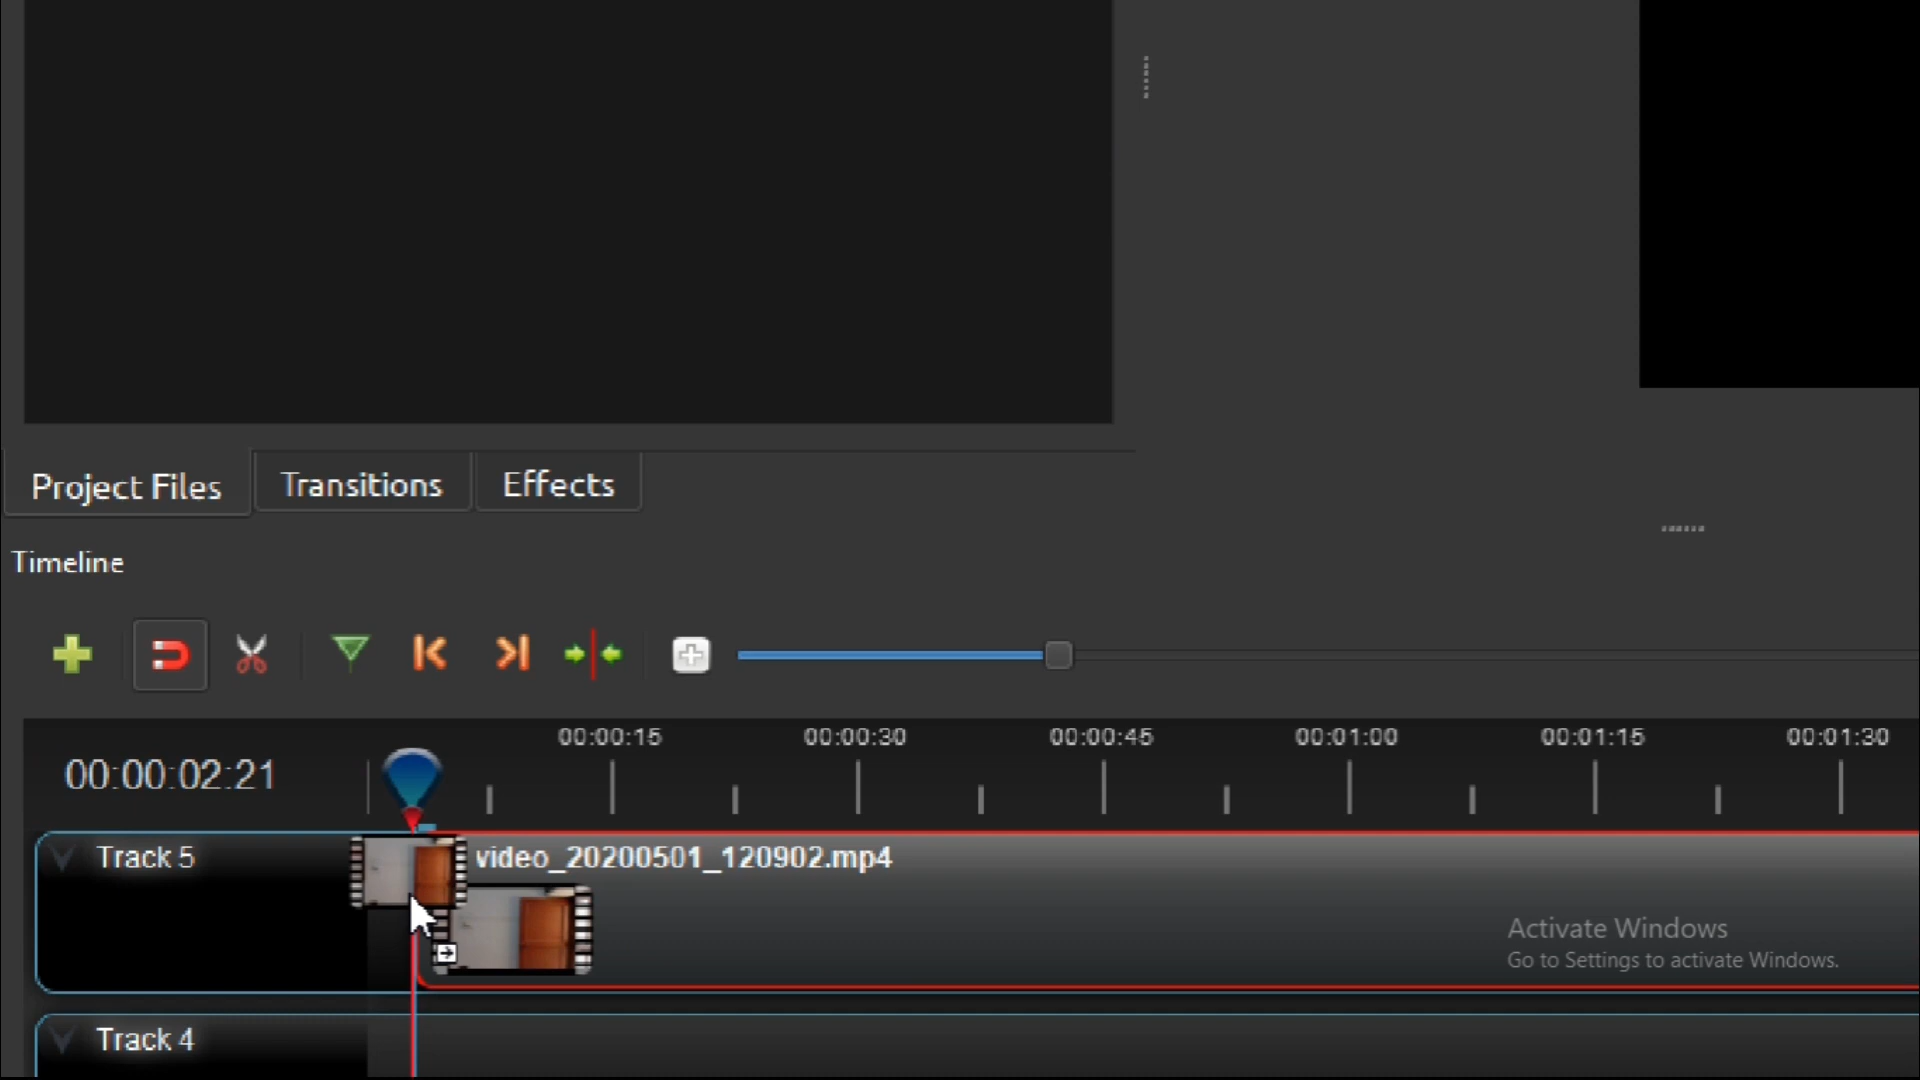 Project Files
Transitions
Effects
Timeline
00:00:15
00:00:30
00:00:45
00:01:00
00:01:15
00:01:30
00:00:02:21
Track 5
video_20200501_120902.mp4
Activate Windows
Go to Settings to activate Windows.
Track 4